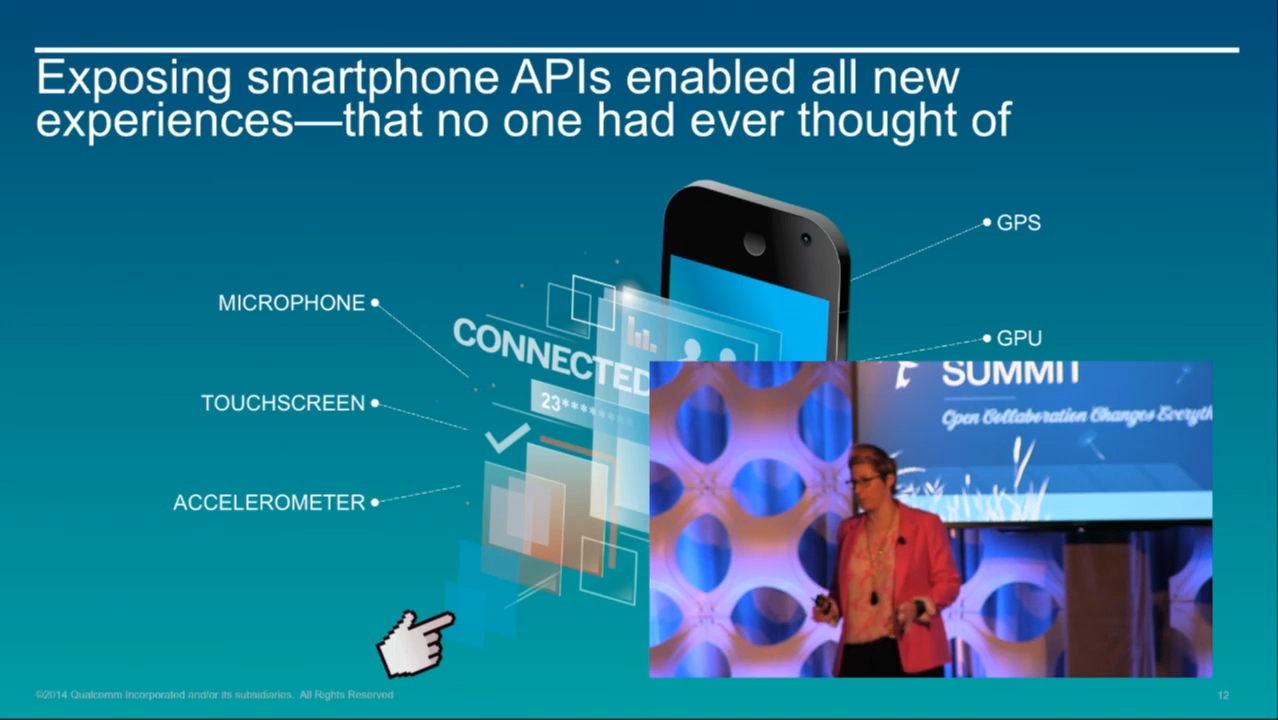 Exposing smartphone APIs enabled all new
experiences—that no one had ever thought of
GPS
MICROPHONE
GPU
CONNECTED
23********
TOUCHSCREEN
ACCELEROMETER
SUMMIT
Open Collaboration Changes
©2014 Qualcomm Incorporated and/or its subsidiaries. All Rights Reserved
12